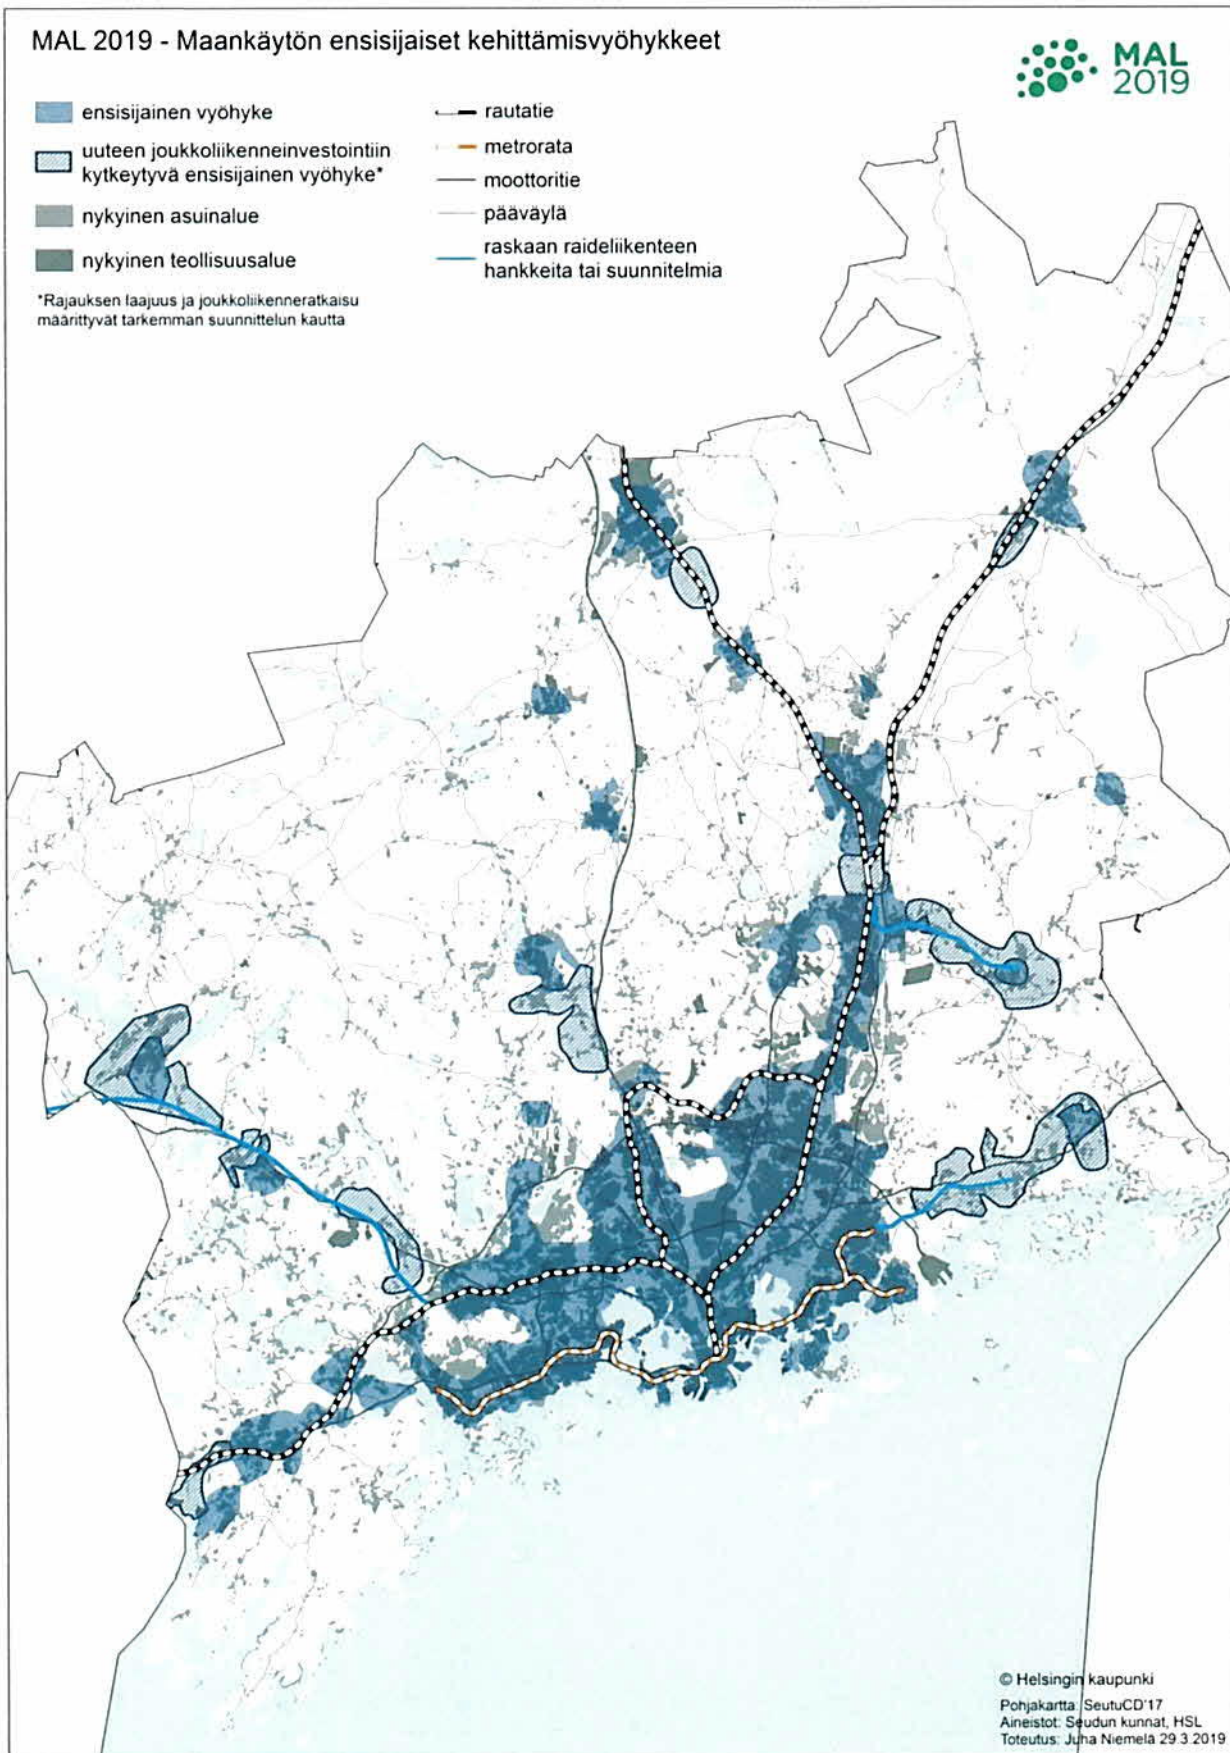 MAL 2019 - Maankäytön ensisijaiset kehittämisvyöhykkeet
MAL
2019
ensisijainen vyöhyke
uuteen joukkoliikenneinvestointiin
kytkeytyvä ensisijainen vyöhyke*
nykyinen asuinalue
nykyinen teollisuusalue
*Rajauksen laajuus ja joukkoliikenneratkaisu
määrittyvät tarkemman suunnittelun kautta
rautatie
metrorata
moottoritie
pääväylä
raskaan raideliikenteen
hankkeita tai suunnitelmia
© Helsingin kaupunki
Pohjakartta: SeutuCD'17
Aineistot: Seudun kunnat, HSL
Toteutus: Juha Niemelä 29.3.2019